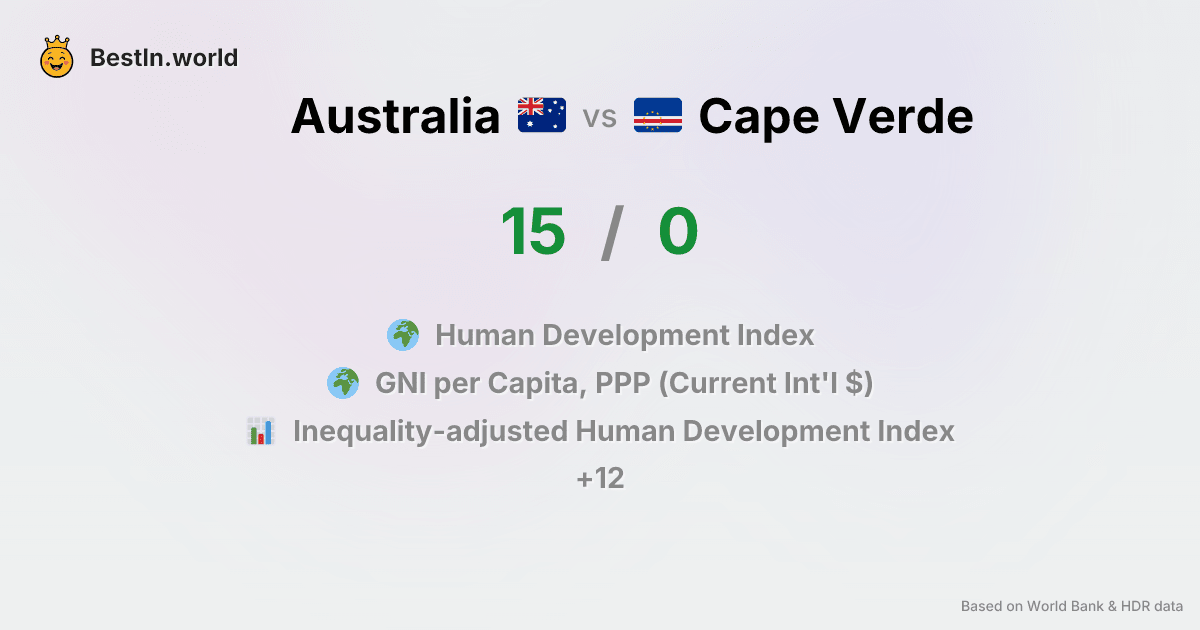 BestIn.world
Australia vs Cape Verde
15 / 0
Human Development Index
GNI per Capita, PPP (Current Int'l $)
Inequality-adjusted Human Development Index
+12
Based on World Bank & HDR data